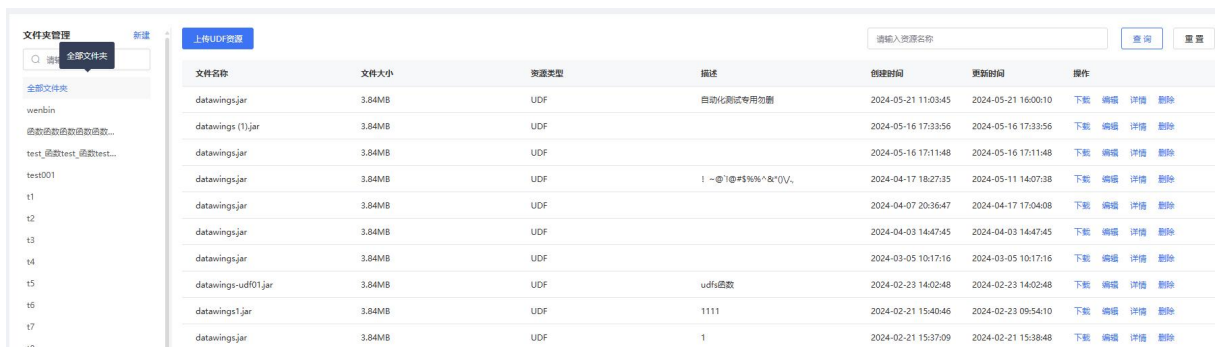 文件夹管理 新建
全部文件夹
全部文件夹
wenbin
函数函数函数函数函数...
test_函数test_函数test...
test001
t1
t2
t3
t4
t5
t6
t7
上传UDF资源 请输入资源名称 查询 重置
文件名称 文件大小 资源类型 描述 创建时间 更新时间 操作
datawings.jar 3.84MB UDF 自动化测试专用勿删 2024-05-21 11:03:45 2024-05-21 16:00:10 下载 编辑 详情 删除
datawings (1).jar 3.84MB UDF 2024-05-16 17:33:56 2024-05-16 17:33:56 下载 编辑 详情 删除
datawings.jar 3.84MB UDF 2024-05-16 17:11:48 2024-05-16 17:11:48 下载 编辑 详情 删除
datawings.jar 3.84MB UDF ！~@`!@#$%%^&*()\/、 2024-04-17 18:27:35 2024-05-11 14:07:38 下载 编辑 详情 删除
datawings.jar 3.84MB UDF 2024-04-07 20:36:47 2024-04-17 17:04:08 下载 编辑 详情 删除
datawings.jar 3.84MB UDF 2024-04-03 14:47:45 2024-04-03 14:47:45 下载 编辑 详情 删除
datawings.jar 3.84MB UDF 2024-03-05 10:17:16 2024-03-05 10:17:16 下载 编辑 详情 删除
datawings-udf01.jar 3.84MB UDF udfs函数 2024-02-23 14:02:48 2024-02-23 14:02:48 下载 编辑 详情 删除
datawings1.jar 3.84MB UDF 1111 2024-02-21 15:40:46 2024-02-23 09:54:10 下载 编辑 详情 删除
datawings.jar 3.84MB UDF 1 2024-02-21 15:37:09 2024-02-21 15:38:48 下载 编辑 详情 删除